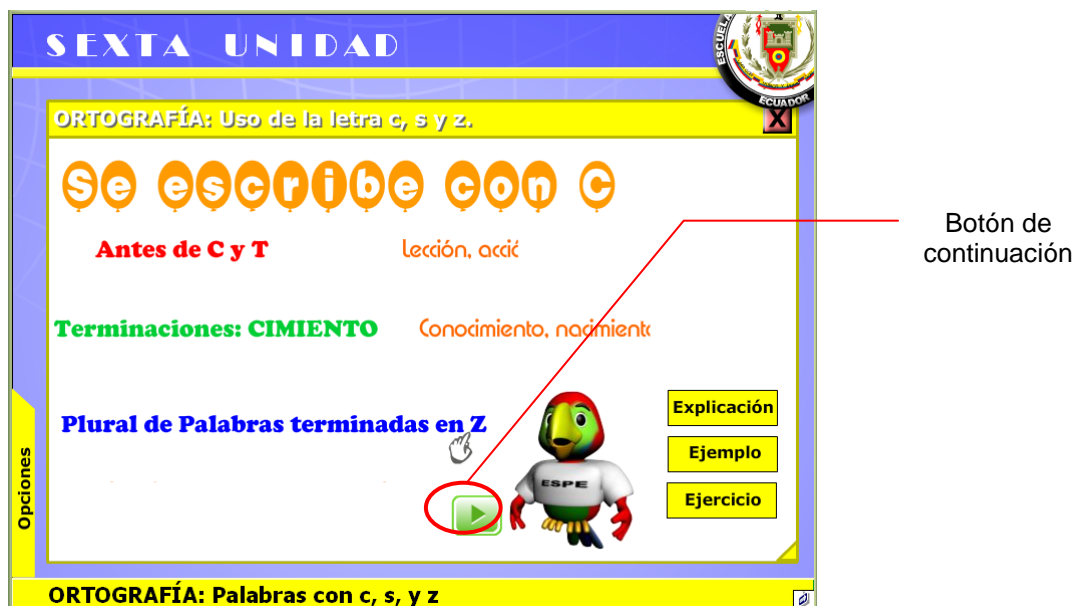 SEXTA UNIDAD
ESCUELA
ECUADOR
ORTOGRAFÍA: Uso de la letra c, s y z.
X
Se escribe con C
Antes de C y T
Lección, acció
Terminaciones: CIMIENTO
Conocimiento, nacimiento
Plural de Palabras terminadas en Z
ESPE
Explicación
Ejemplo
Ejercicio
Opciones
ORTOGRAFÍA: Palabras con c, s, y z
Botón de
continuación